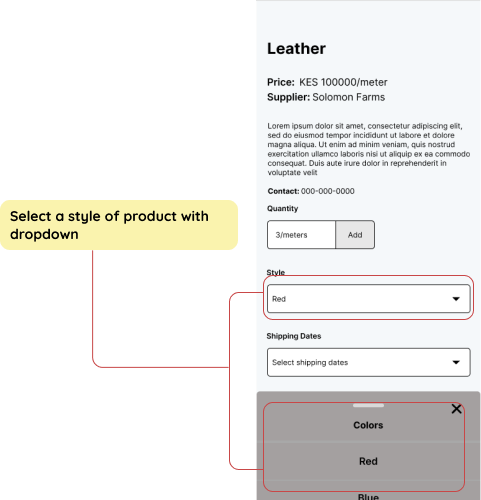 Leather
Price: KES 100000/meter
Supplier: Solomon Farms
Lorem ipsum dolor sit amet, consectetur adipiscing elit,
sed do eiusmod tempor incididunt ut labore et dolore
magna aliqua. Ut enim ad minim veniam, quis nostrud
exercitation ullamco laboris nisi ut aliquip ex ea commodo
consequat. Duis aute irure dolor in reprehenderit in
voluptate velit
Contact: 000-000-0000
Quantity
3/meters Add
Select a style of product with
dropdown
Style
Red
Shipping Dates
Select shipping dates
Colors
Red
Blue